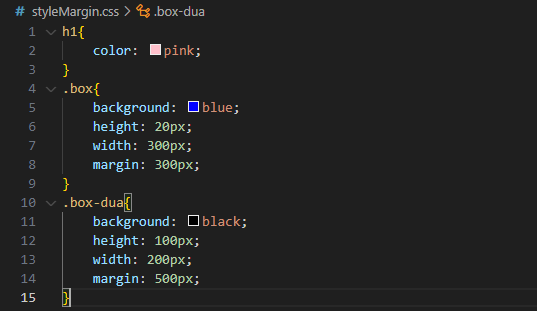 # styleMargin.css > .box-dua
1 h1{
2 color: pink;
3 }
4 .box{
5 background: blue;
6 height: 20px;
7 width: 300px;
8 margin: 300px;
9 }
10 .box-dua{
11 background: black;
12 height: 100px;
13 width: 200px;
14 margin: 500px;
15 }